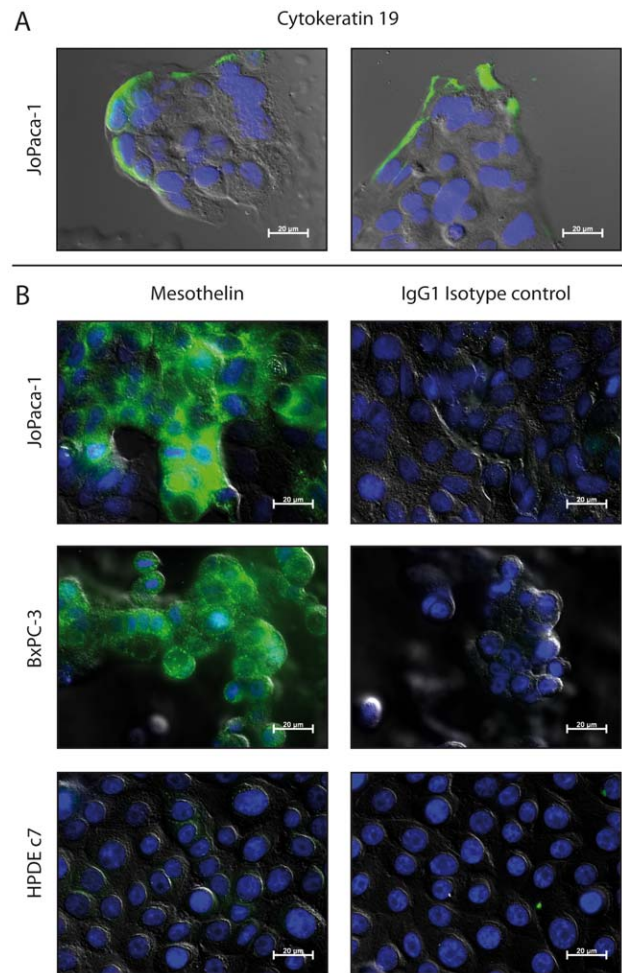 A
Cytokeratin 19
JoPaca-1
20 µm
20 µm
B
Mesothelin
IgG1 Isotype control
JoPaca-1
20 µm
20 µm
BxPC-3
20 µm
20 µm
HPDE c7
20 µm
20 µm